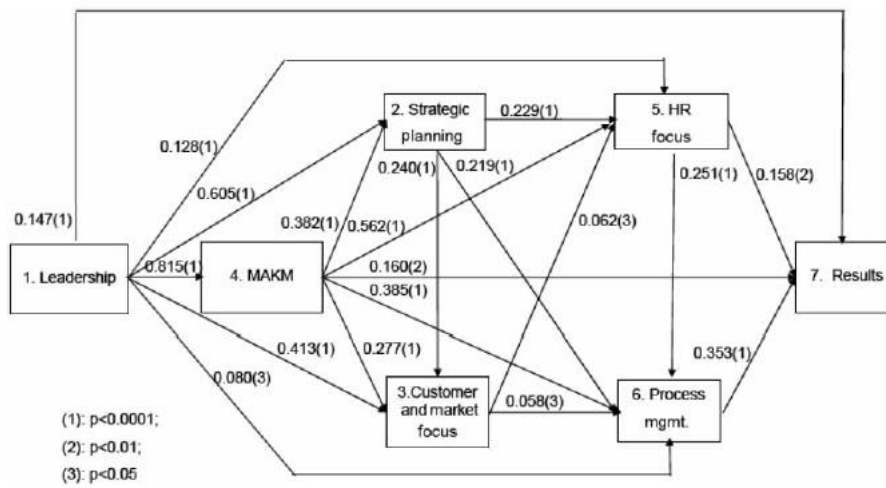 2. Strategic
planning
0.229(1)
5. HR
focus
0.128(1)
0.240(1)
0.219(1)
0.251(1)
0.158(2)
0.605(1)
0.147(1)
0.382(1)
0.562(1)
0.062(3)
1. Leadership
0.815(1)
4. MAKM
0.160(2)
7. Results
0.385(1)
0.413(1)
0.277(1)
0.353(1)
0.080(3)
3.Customer
and market
focus
0.058(3)
6. Process
mgmt.
(1): p<0.0001;
(2): p<0.01;
(3): p<0.05